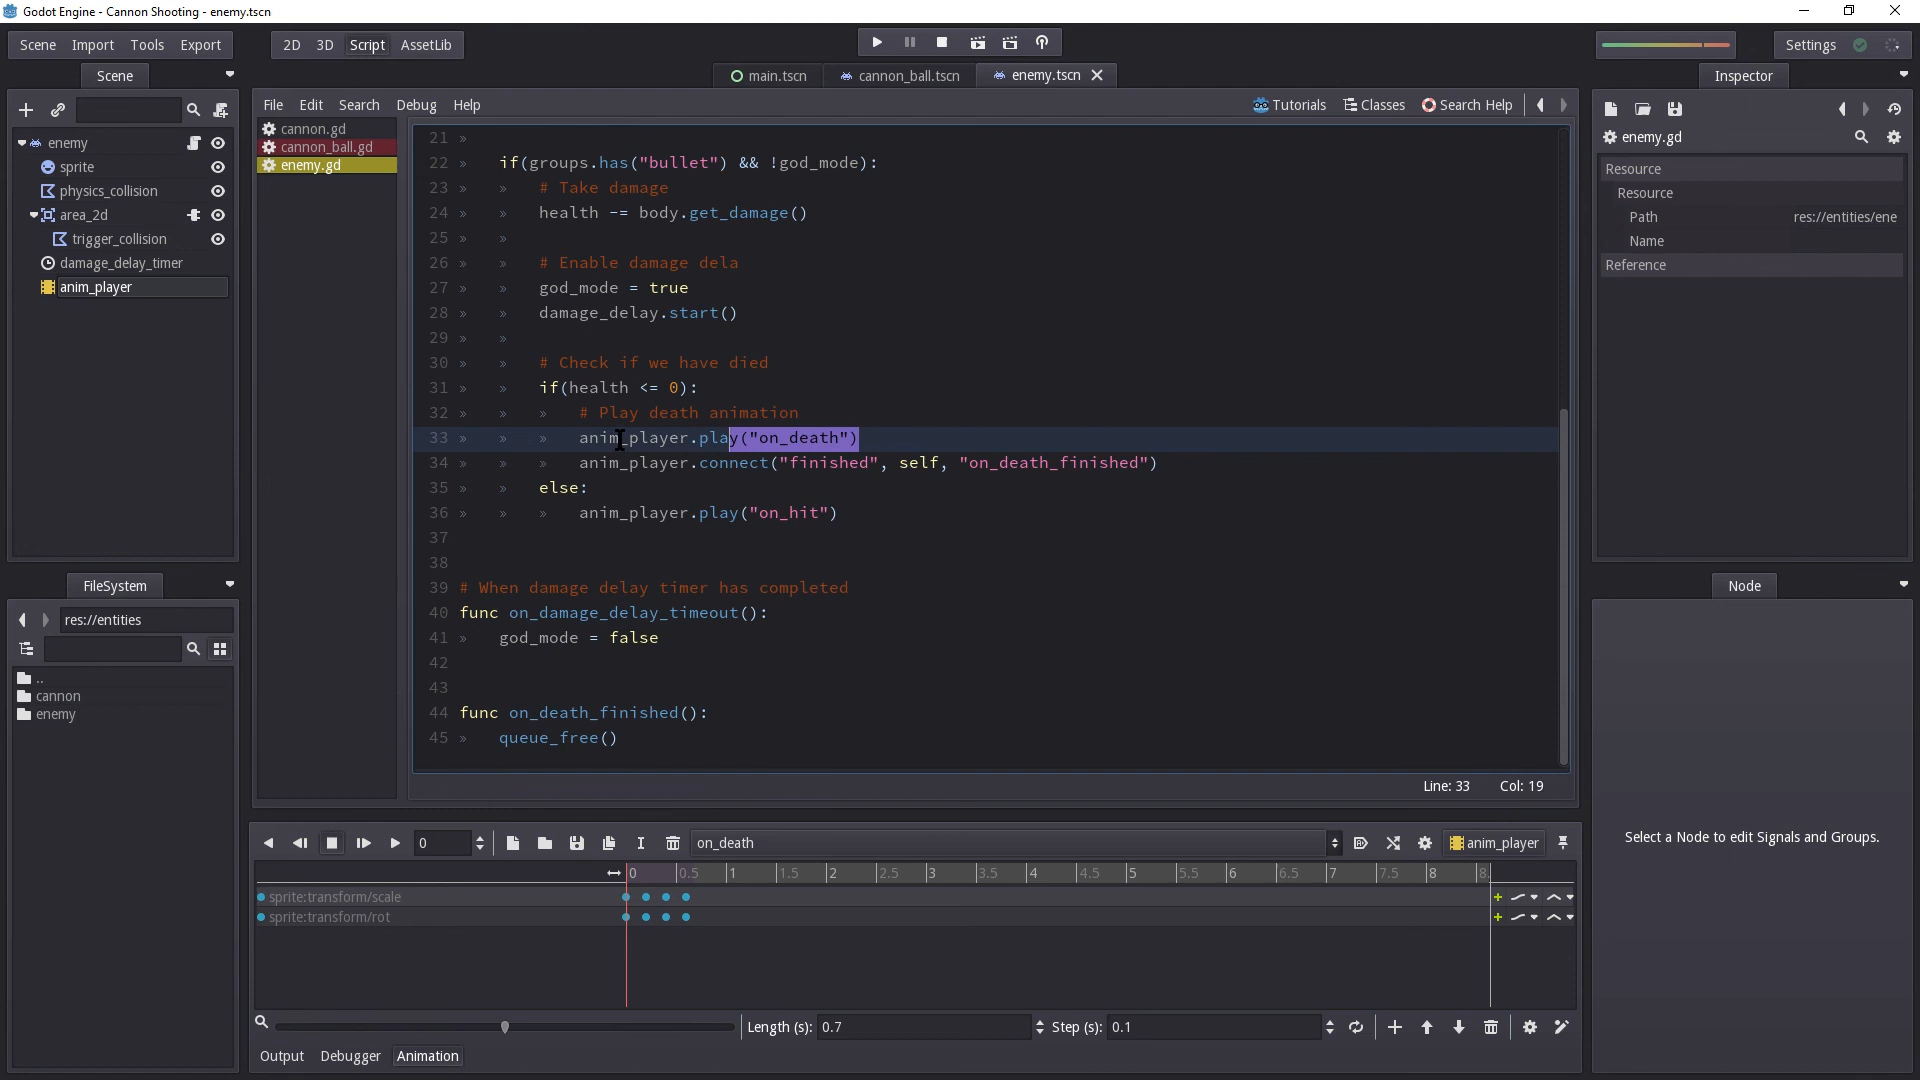 Godot Engine - Cannon Shooting - enemy.tscn
Scene Import Tools Export
2D 3D Script AssetLib
Settings
Scene
main.tscn
cannon_ball.tscn
enemy.tscn
Inspector
File Edit Search Debug Help
Tutorials Classes Search Help
cannon.gd
cannon_ball.gd
enemy.gd
enemy
sprite
physics_collision
area_2d
trigger_collision
damage_delay_timer
anim_player
21
22 if(groups.has("bullet") && !god_mode):
23 # Take damage
24 health -= body.get_damage()
25
26 # Enable damage dela
27 god_mode = true
28 damage_delay.start()
29
30 # Check if we have died
31 if(health <= 0):
32 # Play death animation
33 anim_player.play("on_death")
34 anim_player.connect("finished", self, "on_death_finished")
35 else:
36 anim_player.play("on_hit")
37
38
39 # When damage delay timer has completed
40 func on_damage_delay_timeout():
41 god_mode = false
42
43
44 func on_death_finished():
45 queue_free()
Line: 33 Col: 19
enemy.gd
Resource
Resource
Path res://entities/ene
Name
Reference
FileSystem
res://entities
..
cannon
enemy
Node
Select a Node to edit Signals and Groups.
0
on_death
anim_player
0 0.5 1 1.5 2 2.5 3 3.5 4 4.5 5 5.5 6 6.5 7 7.5 8 8.
sprite:transform/scale
sprite:transform/rot
Length (s): 0.7 Step (s): 0.1
Output Debugger Animation